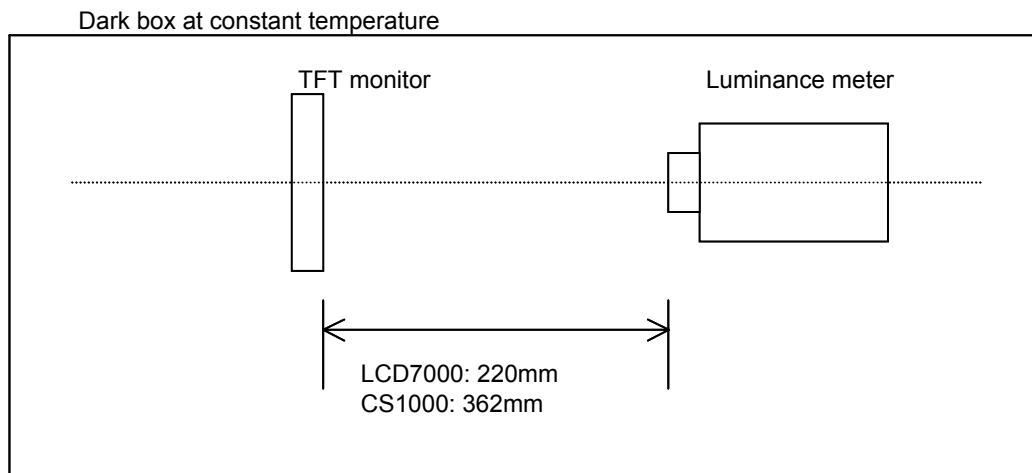 Dark box at constant temperature
TFT monitor
Luminance meter
LCD7000: 220mm
CS1000: 362mm